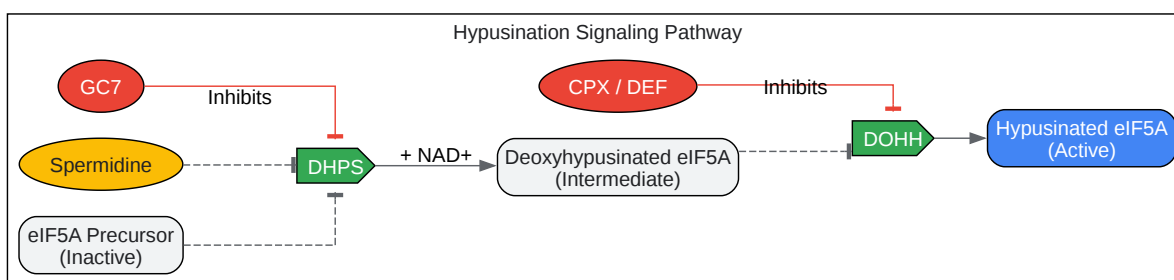 Hypusination Signaling Pathway
GC7
Inhibits
CPX / DEF
Inhibits
Spermidine
DHPS
+ NAD+
Deoxyhypusinated eIF5A
(Intermediate)
DOHH
Hypusinated eIF5A
(Active)
eIF5A Precursor
(Inactive)